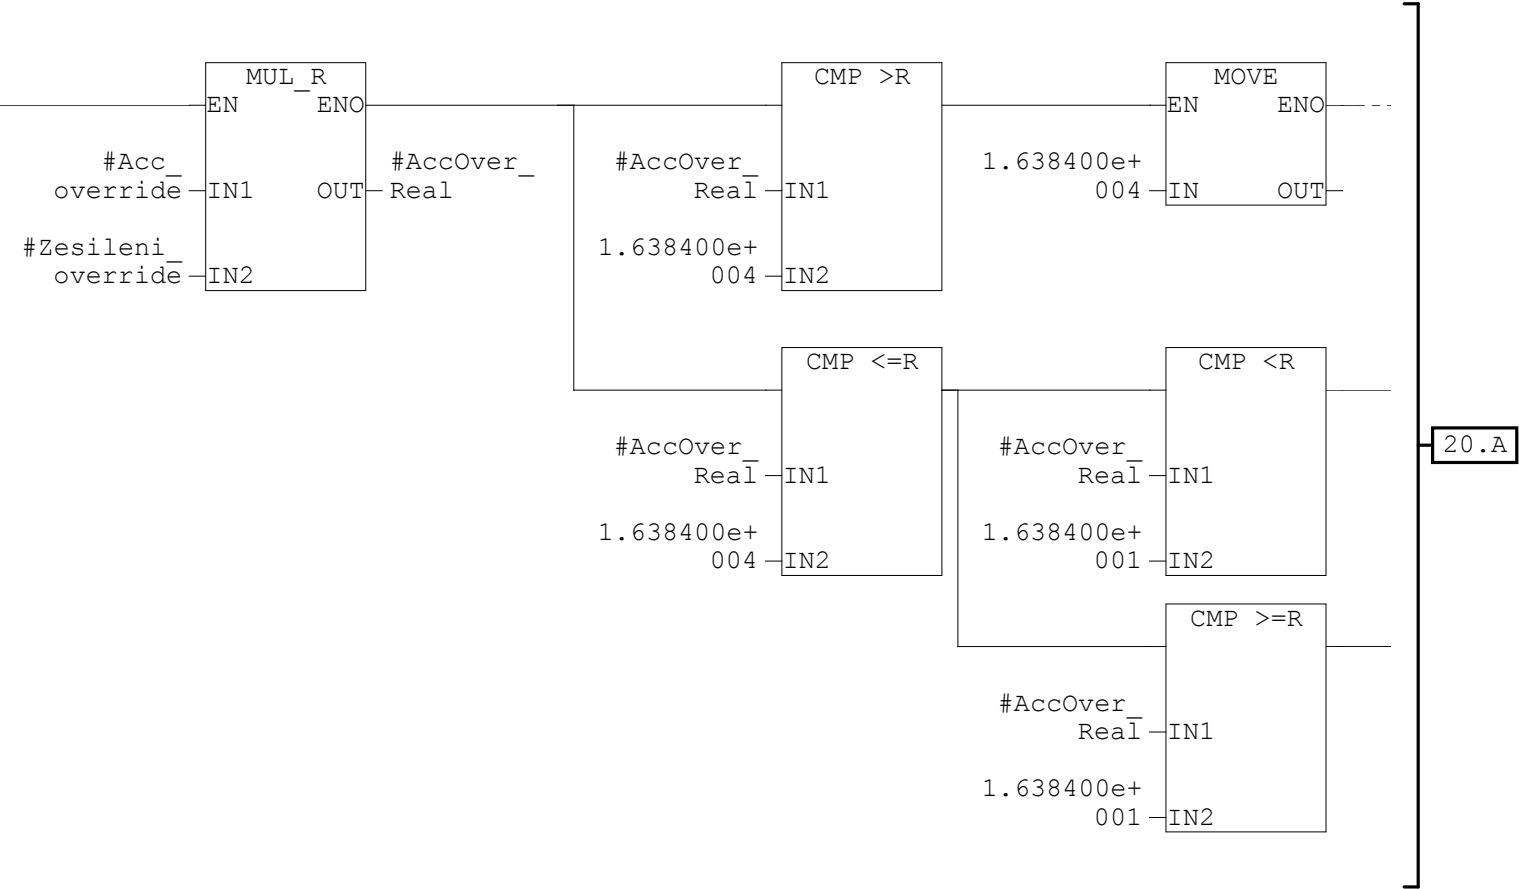 MUL_R
CMP >R
MOVE
EN ENO
EN ENO
#Acc_
#AccOver_
#AccOver_
1.638400e+
override IN1 OUT Real
Real IN1
004 IN OUT
#Zesileni_
1.638400e+
override IN2
004 IN2
CMP <=R
CMP <R
20.A
#AccOver_
#AccOver_
Real IN1
Real IN1
1.638400e+
1.638400e+
004 IN2
001 IN2
CMP >=R
#AccOver_
Real IN1
1.638400e+
001 IN2